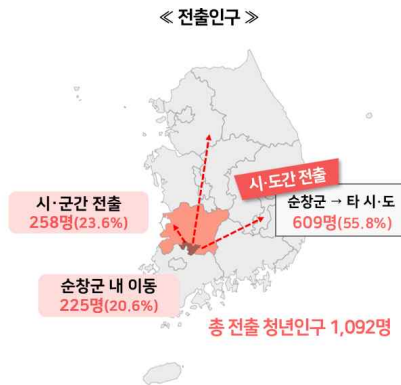 ≪ 전출인구 ≫
시·도간 전출
순창군 → 타 시·도
609명(55.8%)
시·군간 전출
258명(23.6%)
순창군 내 이동
225명(20.6%)
총 전출 청년인구 1,092명